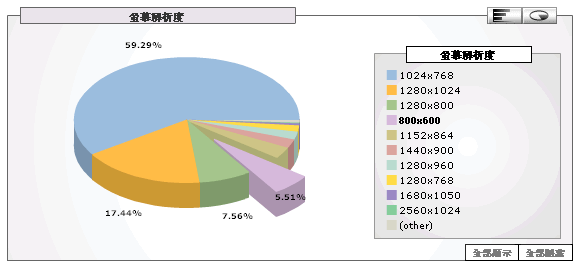 螢幕解析度
59.29%
17.44%
7.56%
5.51%
螢幕解析度
1024x768
1280x1024
1280x800
800x600
1152x864
1440x900
1280x960
1280x768
1680x1050
2560x1024
(other)
全部顯示
全部隱藏